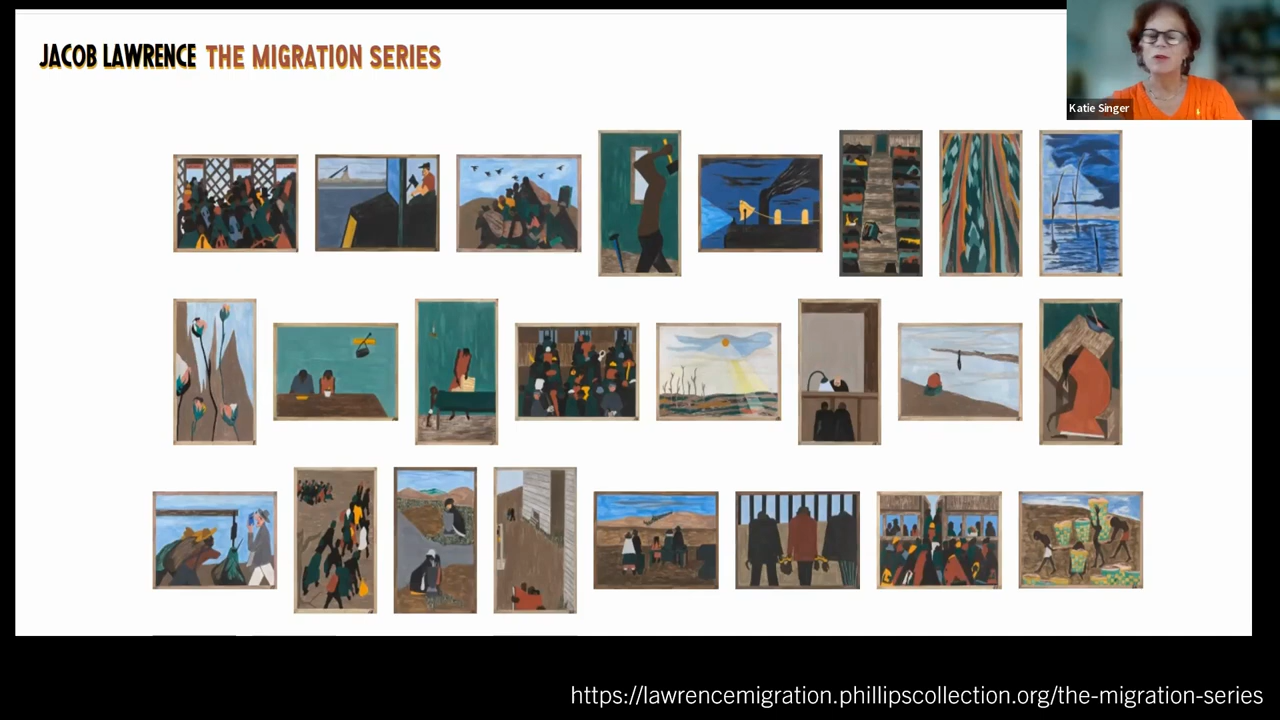 JACOB LAWRENCE THE MIGRATION SERIES
Katie Singer
https://lawrencemigration.phillipscollection.org/the-migration-series